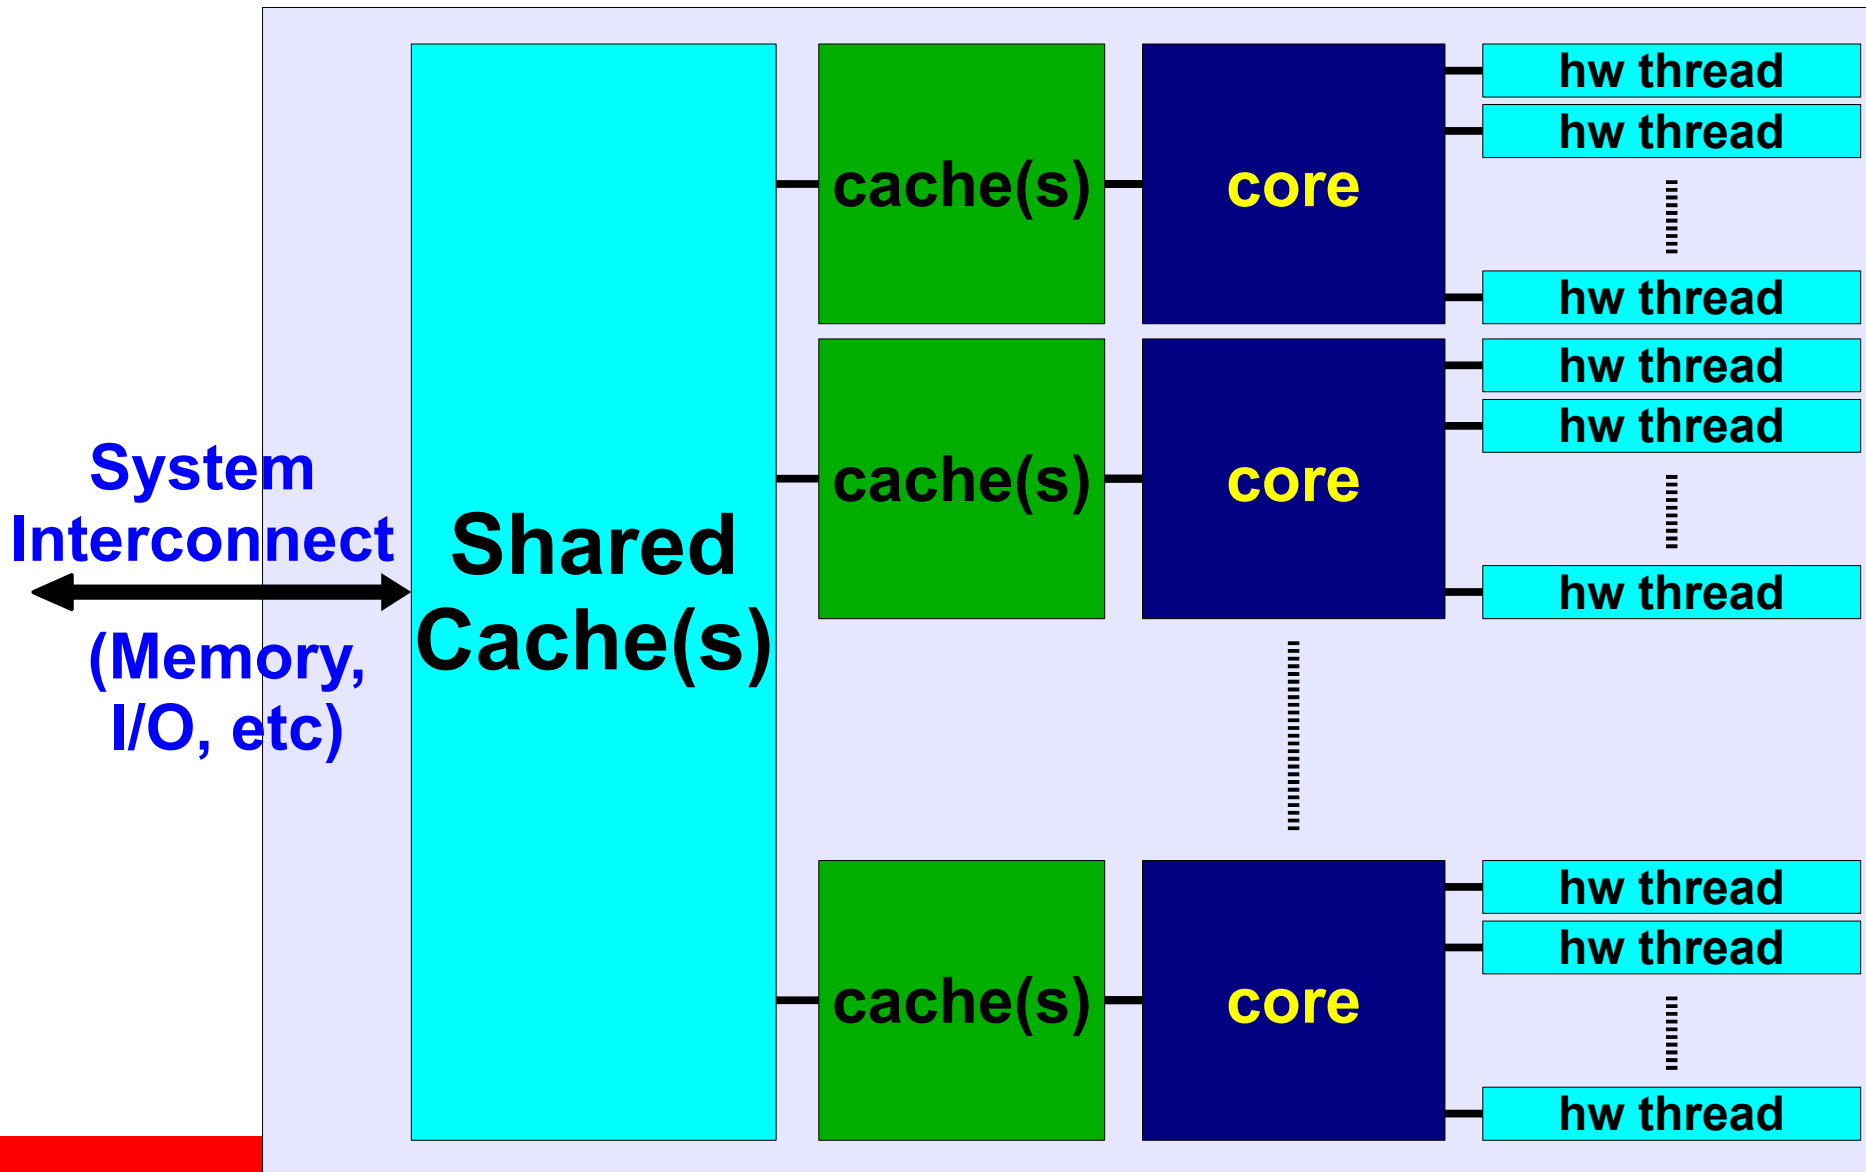 System
Interconnect
(Memory,
I/O, etc)
Shared
Cache(s)
cache(s)
core
hw thread
hw thread
hw thread
cache(s)
core
hw thread
hw thread
hw thread
cache(s)
core
hw thread
hw thread
hw thread